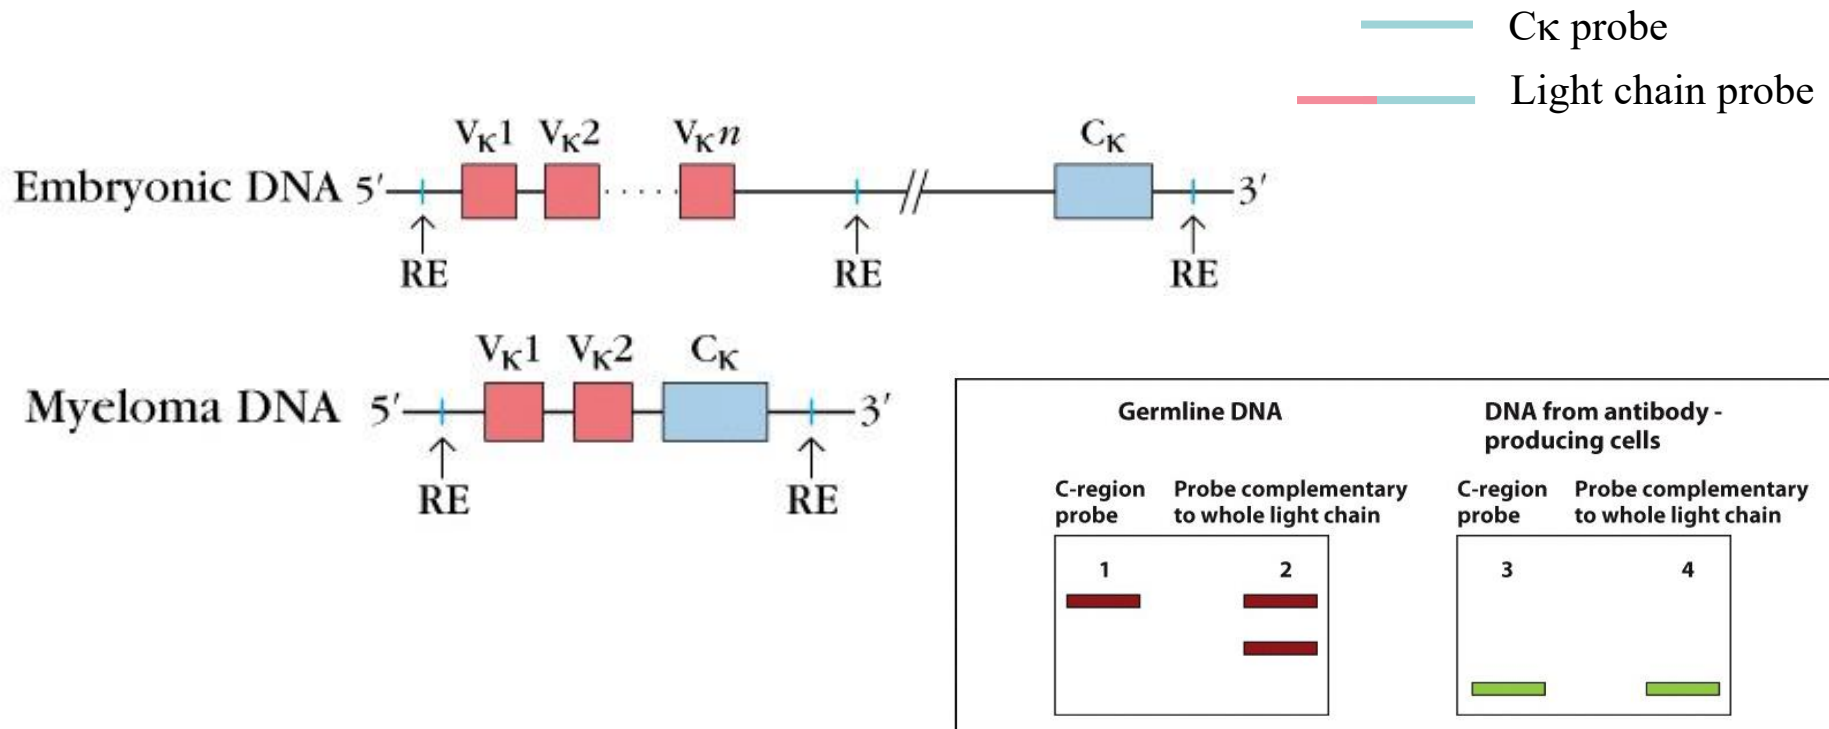 Cκ probe
Light chain probe
Vκ1 Vκ2 Vκn Cκ
Embryonic DNA 5′ 3′
RE RE RE
Vκ1 Vκ2 Cκ
Myeloma DNA 5′ 3′
RE RE
Germline DNA
DNA from antibody -
producing cells
C-region
probe
Probe complementary
to whole light chain
C-region
probe
Probe complementary
to whole light chain
1 2
3 4